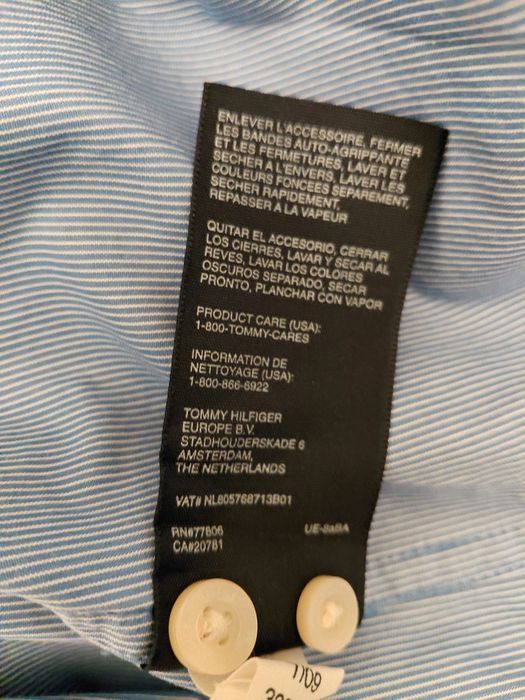 ENLEVER L'ACCESSOIRE, FERMER
LES BANDES AUTO-AGRIPPANTE
ET LES FERMETURES, LAVER ET
SECHER A L'ENVERS, LAVER LES
COULEURS FONCEES SEPAREMENT,
SECHER RAPIDEMENT,
REPASSER A LA VAPEUR
QUITAR EL ACCESORIO, CERRAR
LOS CIERRES, LAVAR Y SECAR AL
REVES, LAVAR LOS COLORES
OSCUROS SEPARADO, SECAR
PRONTO, PLANCHAR CON VAPOR
PRODUCT CARE (USA):
1-800-TOMMY-CARES
INFORMATION DE
NETTOYAGE (USA):
1-800-866-6922
TOMMY HILFIGER
EUROPE B.V.
STADHOUDERSKADE 6
AMSTERDAM,
THE NETHERLANDS
VAT# NL805768713B01
RN#77806
CA#20781
UE-8aBA